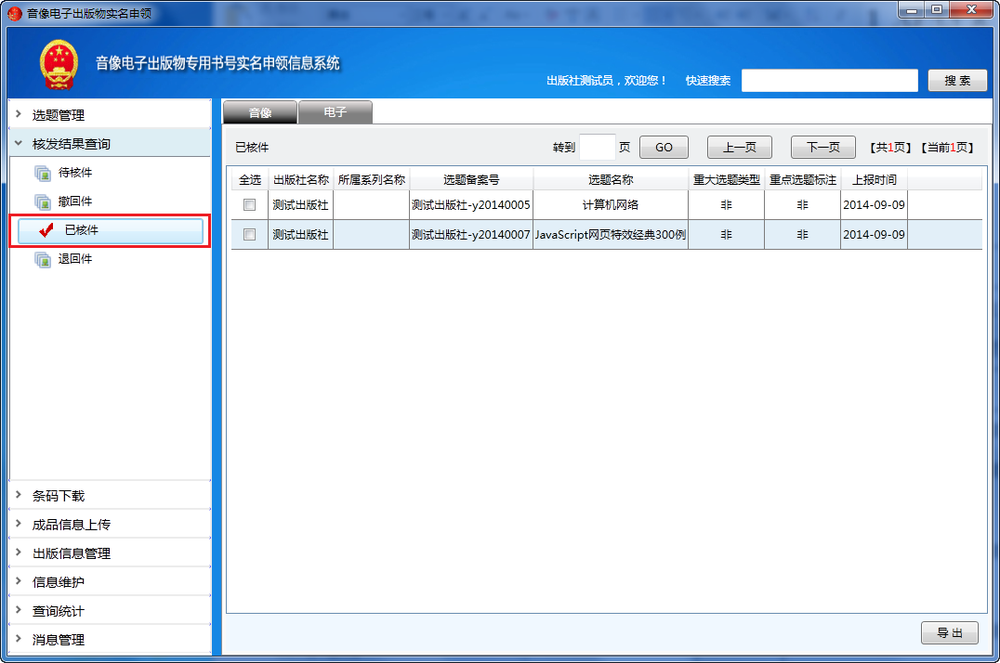 音像电子出版物实名申领
音像电子出版物专用书号实名申领信息系统
出版社测试员，欢迎您！ 快速搜索 搜 索
选题管理
核发结果查询
待核件
撤回件
已核件
退回件
条码下载
成品信息上传
出版信息管理
信息维护
查询统计
消息管理
音像 电子
已核件 转到 页 GO 上一页 下一页 【共1页】【当前1页】
全选 出版社名称 所属系列名称 选题备案号 选题名称 重大选题类型 重点选题标注 上报时间
测试出版社 测试出版社-y20140005 计算机网络 非 非 2014-09-09
测试出版社 测试出版社-y20140007 JavaScript网页特效经典300例 非 非 2014-09-09
导 出